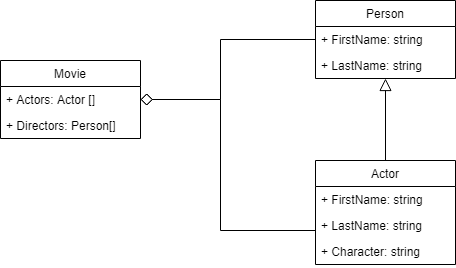 Movie
+ Actors: Actor []
+ Directors: Person[]
Person
+ FirstName: string
+ LastName: string
Actor
+ FirstName: string
+ LastName: string
+ Character: string